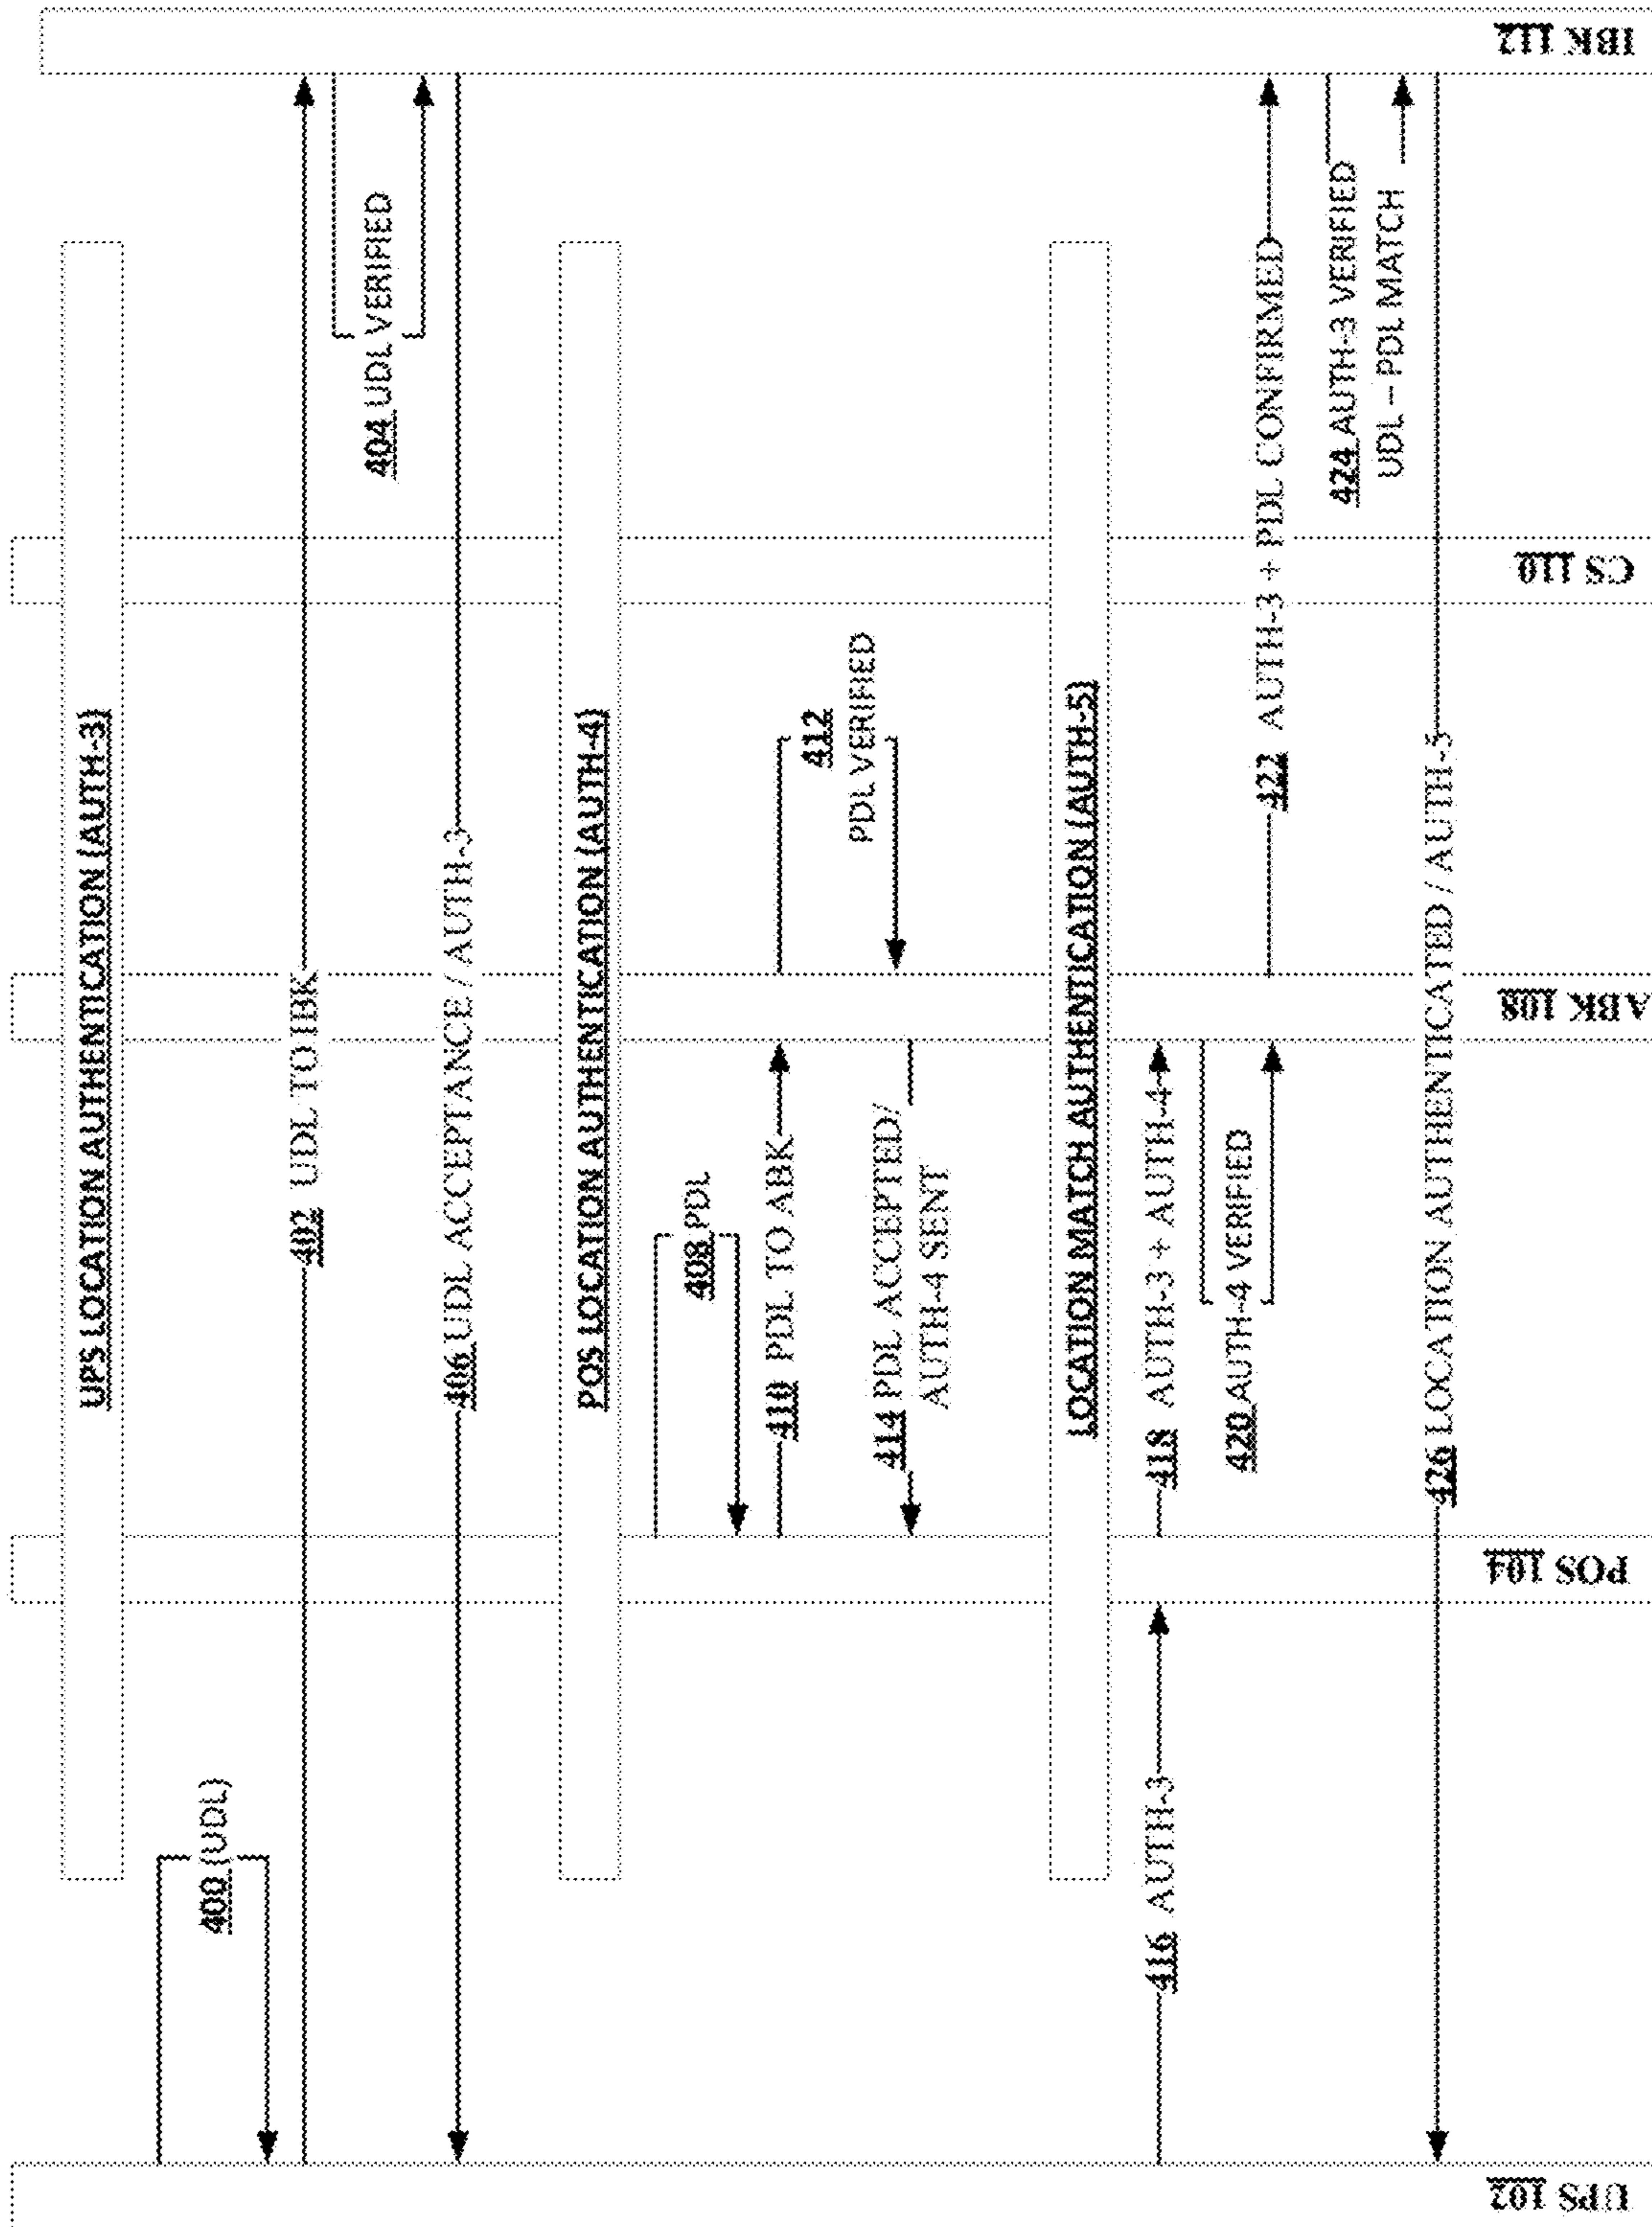 UPS LOCATION AUTHENTICATION (AUTH-3)
400 (UDL)
402 UDL TO IBK
404 UDL VERIFIED
406 UDL ACCEPTANCE / AUTH-3
POS LOCATION AUTHENTICATION (AUTH-4)
408 PDL
410 PDL TO ABK
412
PDL VERIFIED
414 PDL ACCEPTED/
AUTH-4 SENT
LOCATION MATCH AUTHENTICATION (AUTH-5)
416 AUTH-3
418 AUTH-3 + AUTH-4
420 AUTH-4 VERIFIED
422 AUTH-3 + PDL CONFIRMED
424 AUTH-3 VERIFIED
UDL – PDL MATCH
426 LOCATION AUTHENTICATED / AUTH-5
UPS 102
POS 104
ABK 108
CS 110
IBK 112